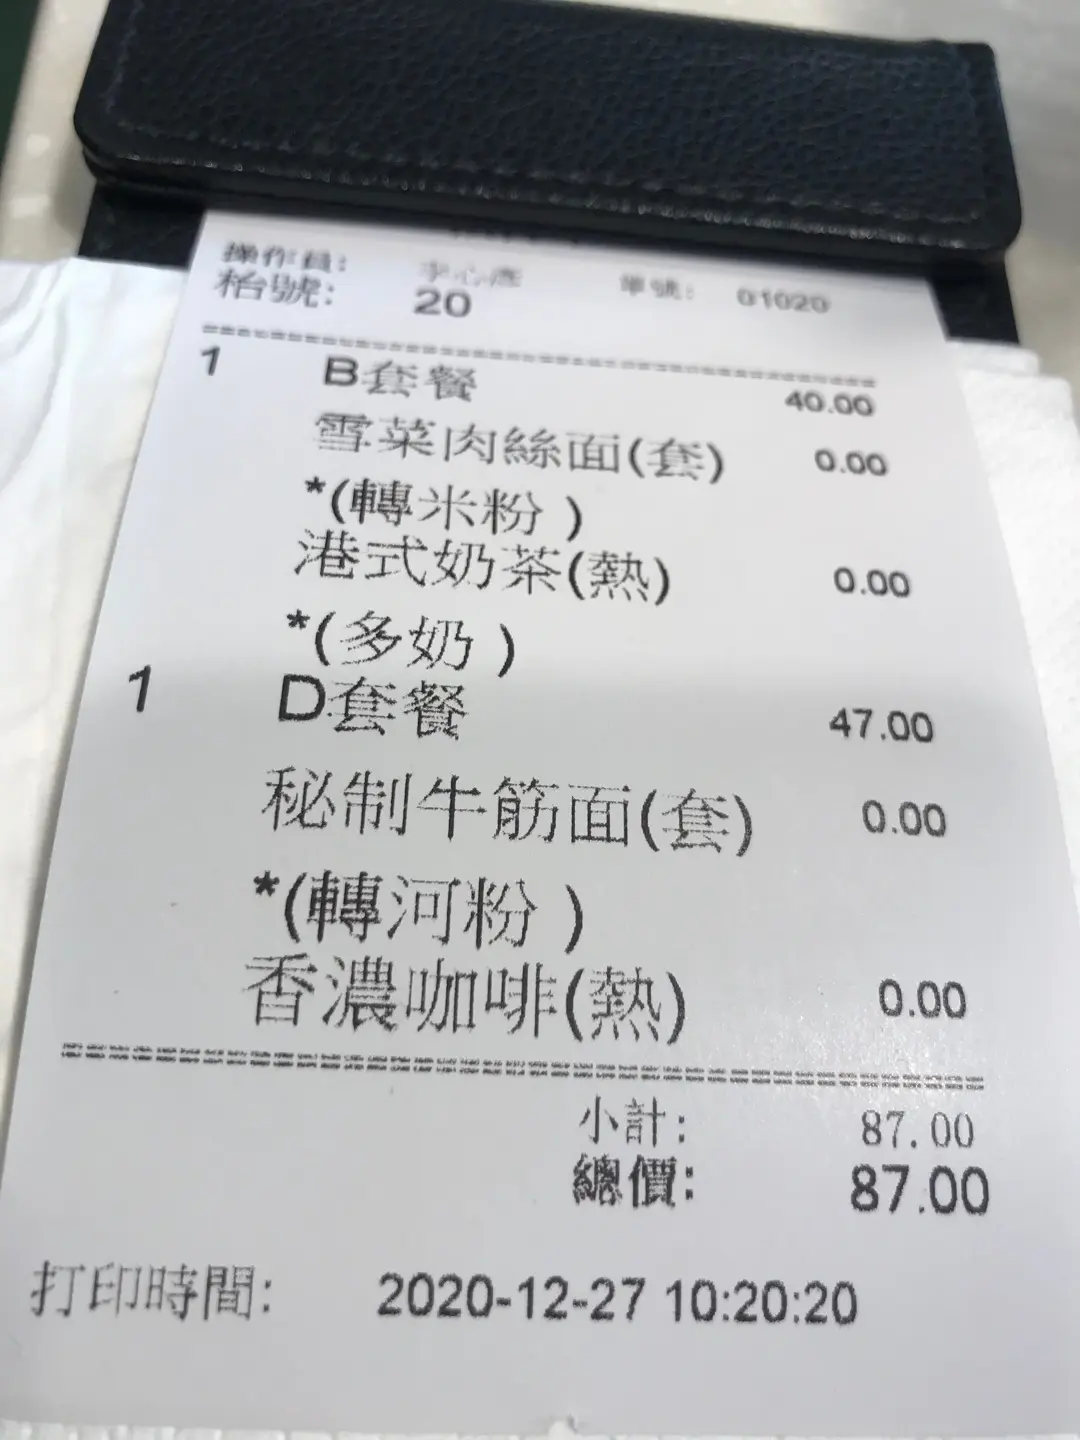 操作員: 李心彥 單號: 01020
枱號: 20
1 B套餐 40.00
雪菜肉絲面(套) 0.00
*(轉米粉 )
港式奶茶(熱) 0.00
*(多奶 )
1 D套餐 47.00
秘制牛筋面(套) 0.00
*(轉河粉 )
香濃咖啡(熱) 0.00
小計: 87.00
總價: 87.00
打印時間: 2020-12-27 10:20:20